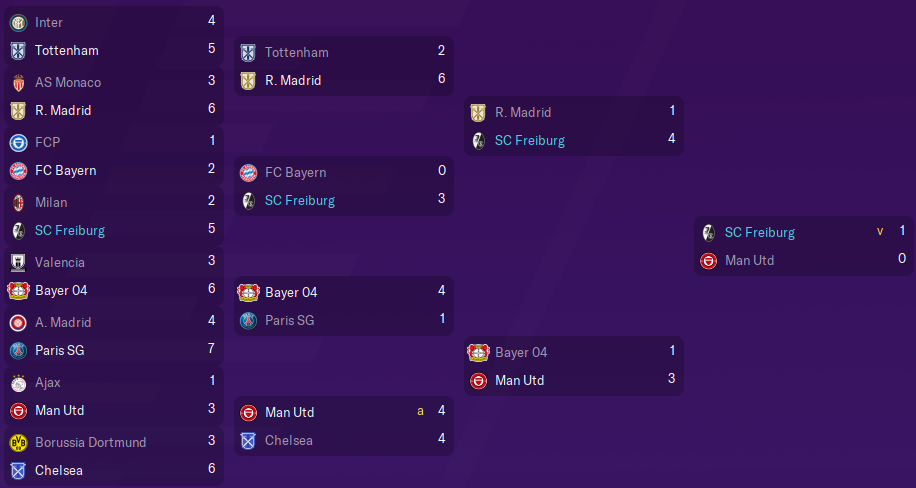 Inter 4
Tottenham 5
AS Monaco 3
R. Madrid 6
FCP 1
FC Bayern 2
Milan 2
SC Freiburg 5
Valencia 3
Bayer 04 6
A. Madrid 4
Paris SG 7
Ajax 1
Man Utd 3
Borussia Dortmund 3
Chelsea 6
Tottenham 2
R. Madrid 6
FC Bayern 0
SC Freiburg 3
Bayer 04 4
Paris SG 1
Man Utd a 4
Chelsea 4
R. Madrid 1
SC Freiburg 4
Bayer 04 1
Man Utd 3
SC Freiburg v 1
Man Utd 0